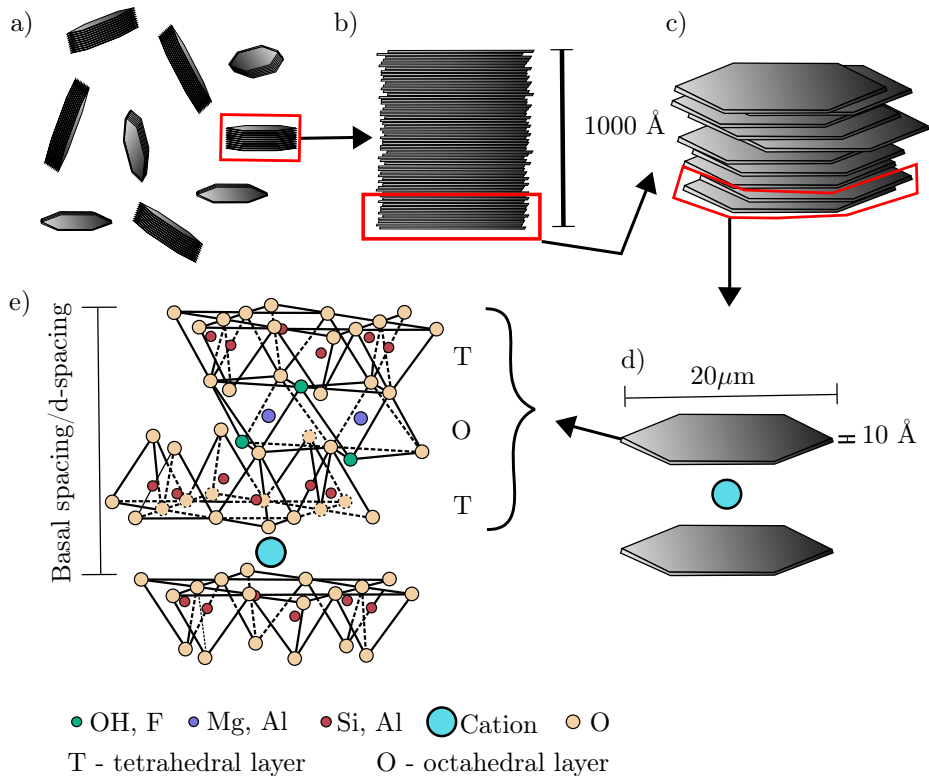 a)
b)
c)
1000 Å
e)
Basal spacing/d-spacing
T
O
T
d)
20μm
10 Å
OH, F
Mg, Al
Si, Al
Cation
O
T - tetrahedral layer
O - octahedral layer